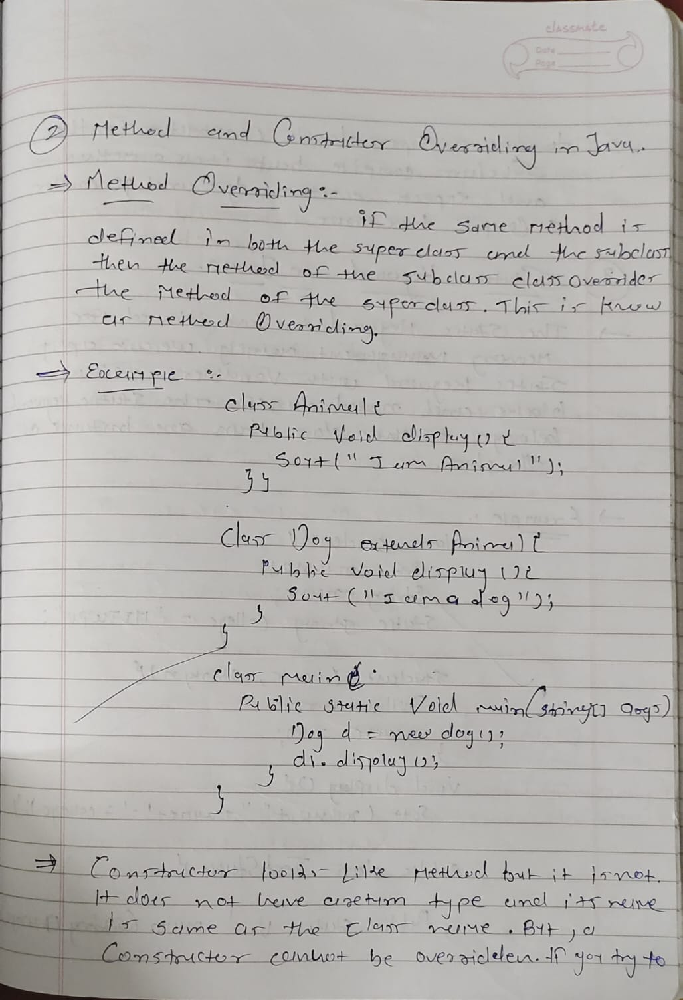 classmate
Date
Page
② Method and Constructor Overriding in Java.
⇒ Method Overriding :-
if the same method is
defined in both the superclass and the subclass
then the method of the subclass class overrides
the method of the superclass. This is know
as method Overriding.
⇒ Example :-
class Animal {
Public Void display () {
Sout (" I am Animal ");
} }
Class Dog extends Animal {
Public void display () {
Sout (" I am a dog ");
}
}
class main {
Public static Void main (string[] args)
Dog d = new dog();
d1. display ();
}
}
⇒ Constructor looks like method but it is not.
It does not have a return type and its name
is same as the class name. But, a
Constructor cannot be overridden. If you try to